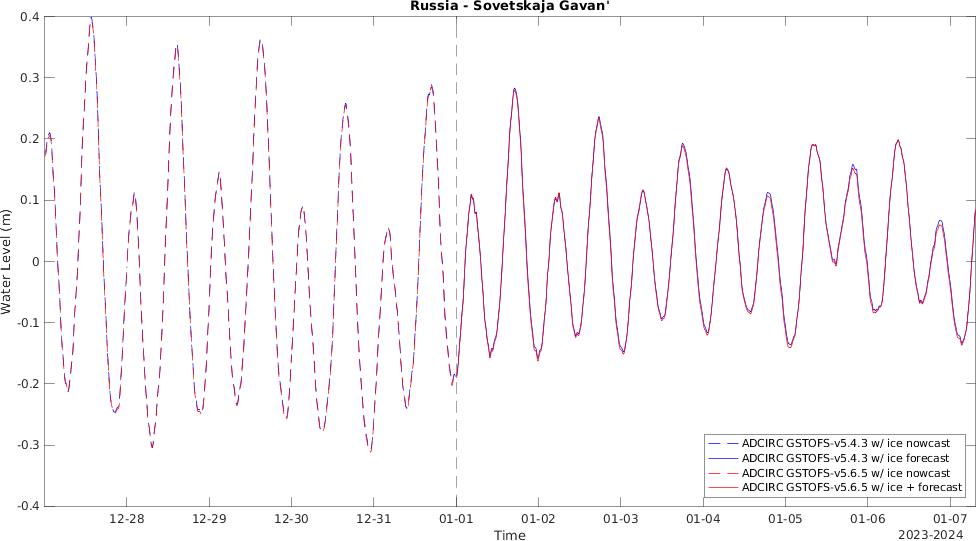 Russia - Sovetskaja Gavan'
0.4
0.3
0.2
0.1
0
-0.1
-0.2
-0.3
-0.4
Water Level (m)
ADCIRC GSTOFS-v5.4.3 w/ ice nowcast
ADCIRC GSTOFS-v5.4.3 w/ ice forecast
ADCIRC GSTOFS-v5.6.5 w/ ice nowcast
ADCIRC GSTOFS-v5.6.5 w/ ice + forecast
12-28 12-29 12-30 12-31 01-01 01-02 01-03 01-04 01-05 01-06 01-07
Time
2023-2024